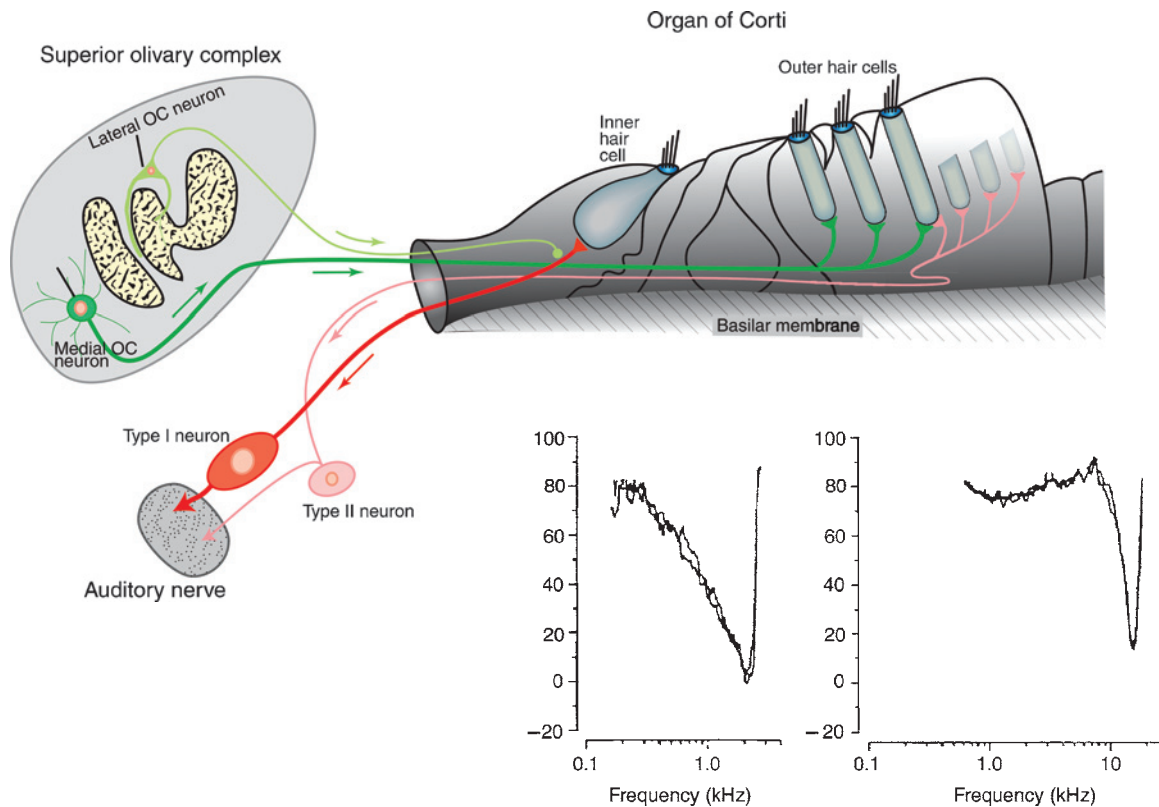 Organ of Corti
Superior olivary complex
Outer hair cells
Lateral OC neuron
Inner
hair
cell
Medial OC
neuron
Basilar membrane
Type I neuron
Type II neuron
Auditory nerve
100
80
60
40
20
0
−20
0.1 1.0
Frequency (kHz)
100
80
60
40
20
0
−20
0.1 1.0 10
Frequency (kHz)